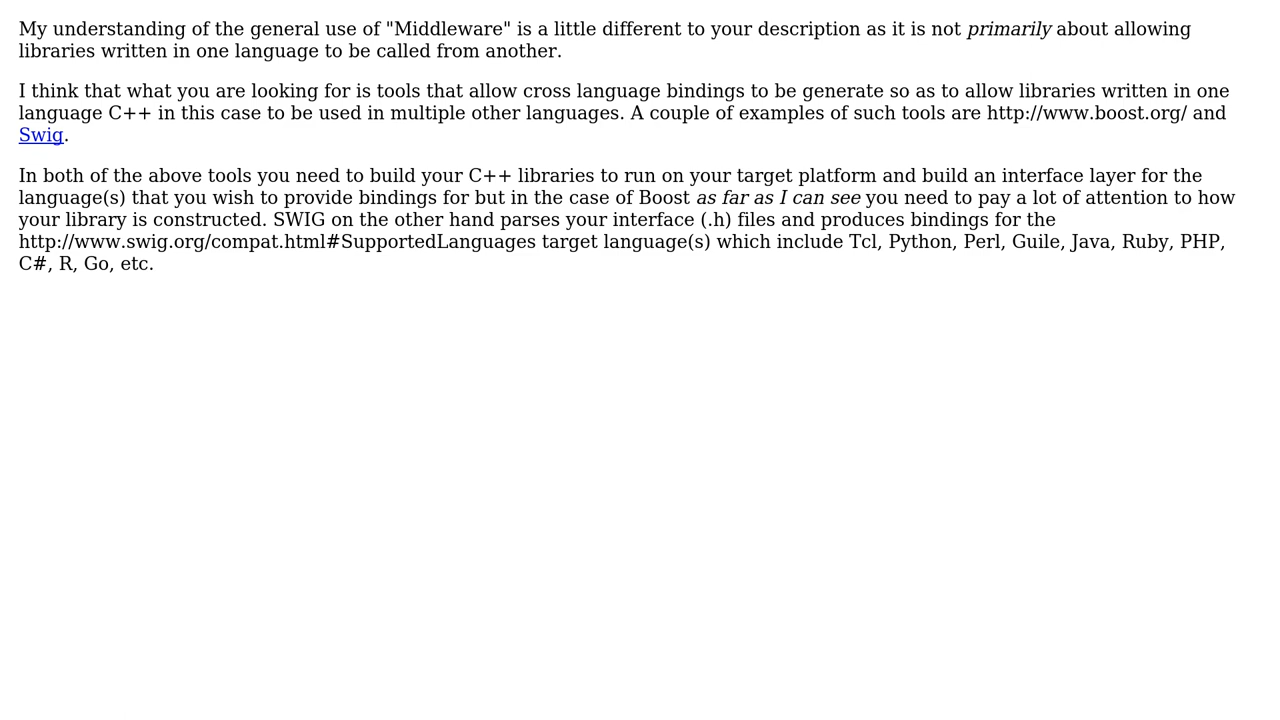 My understanding of the general use of "Middleware" is a little different to your description as it is not primarily about allowing
libraries written in one language to be called from another.
I think that what you are looking for is tools that allow cross language bindings to be generate so as to allow libraries written in one
language C++ in this case to be used in multiple other languages. A couple of examples of such tools are http://www.boost.org/ and
Swig.
In both of the above tools you need to build your C++ libraries to run on your target platform and build an interface layer for the
language(s) that you wish to provide bindings for but in the case of Boost as far as I can see you need to pay a lot of attention to how
your library is constructed. SWIG on the other hand parses your interface (.h) files and produces bindings for the
http://www.swig.org/compat.html#SupportedLanguages target language(s) which include Tcl, Python, Perl, Guile, Java, Ruby, PHP,
C#, R, Go, etc.